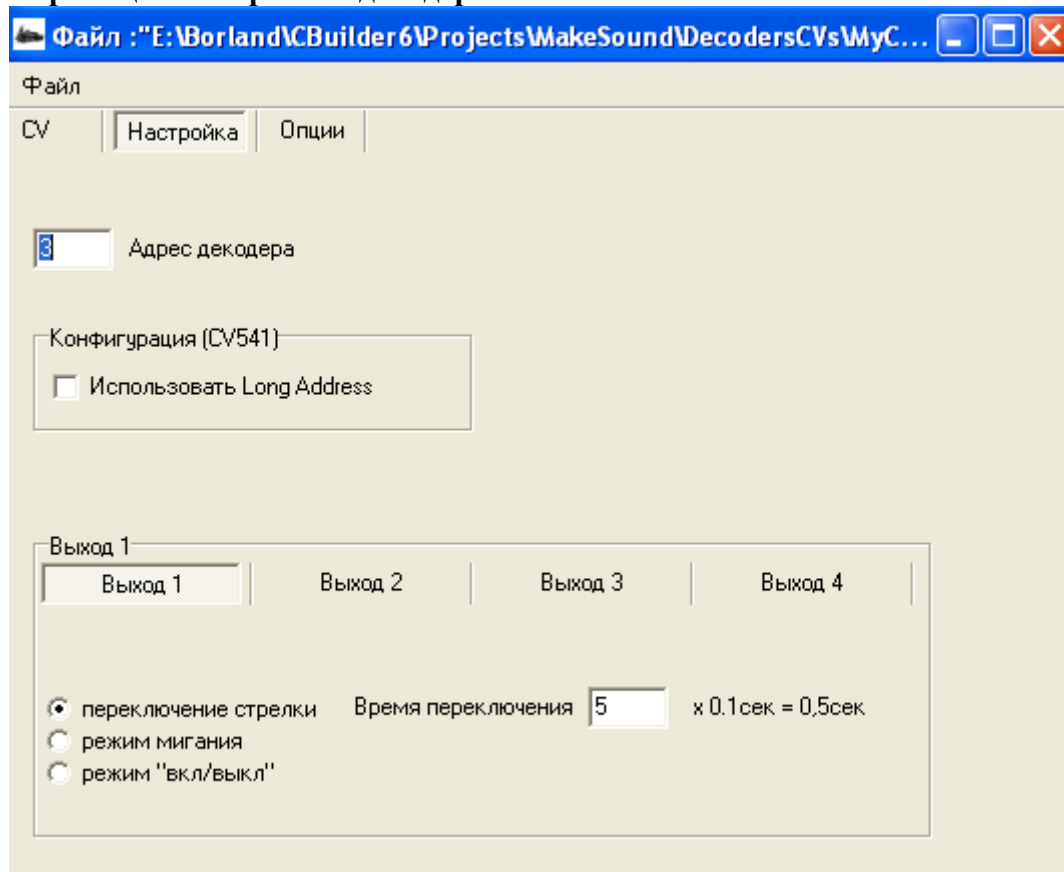 Файл :"E:\Borland\CBuilder6\Projects\MakeSound\DecodersCVs\MyC...
Файл
CV Настройка Опции
3 Адрес декодера
Конфигурация (CV541)
Использовать Long Address
Выход 1
Выход 1 Выход 2 Выход 3 Выход 4
переключение стрелки Время переключения 5 x 0.1сек = 0,5сек
режим мигания
режим "вкл/выкл"